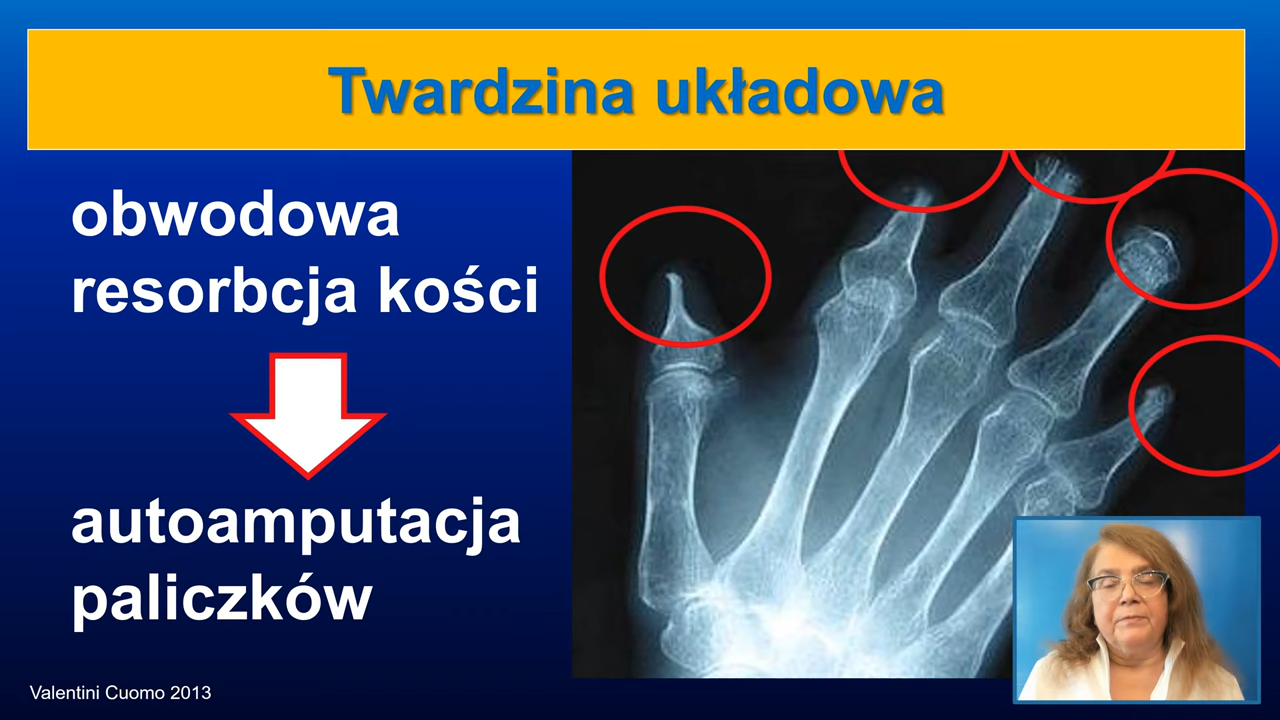 Twardzina układowa
obwodowa
resorbcja kości
autoamputacja
paliczków
Valentini Cuomo 2013